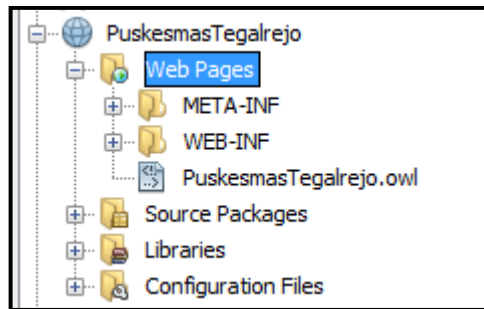 PuskesmasTegalrejo
Web Pages
META-INF
WEB-INF
PuskesmasTegalrejo.owl
Source Packages
Libraries
Configuration Files